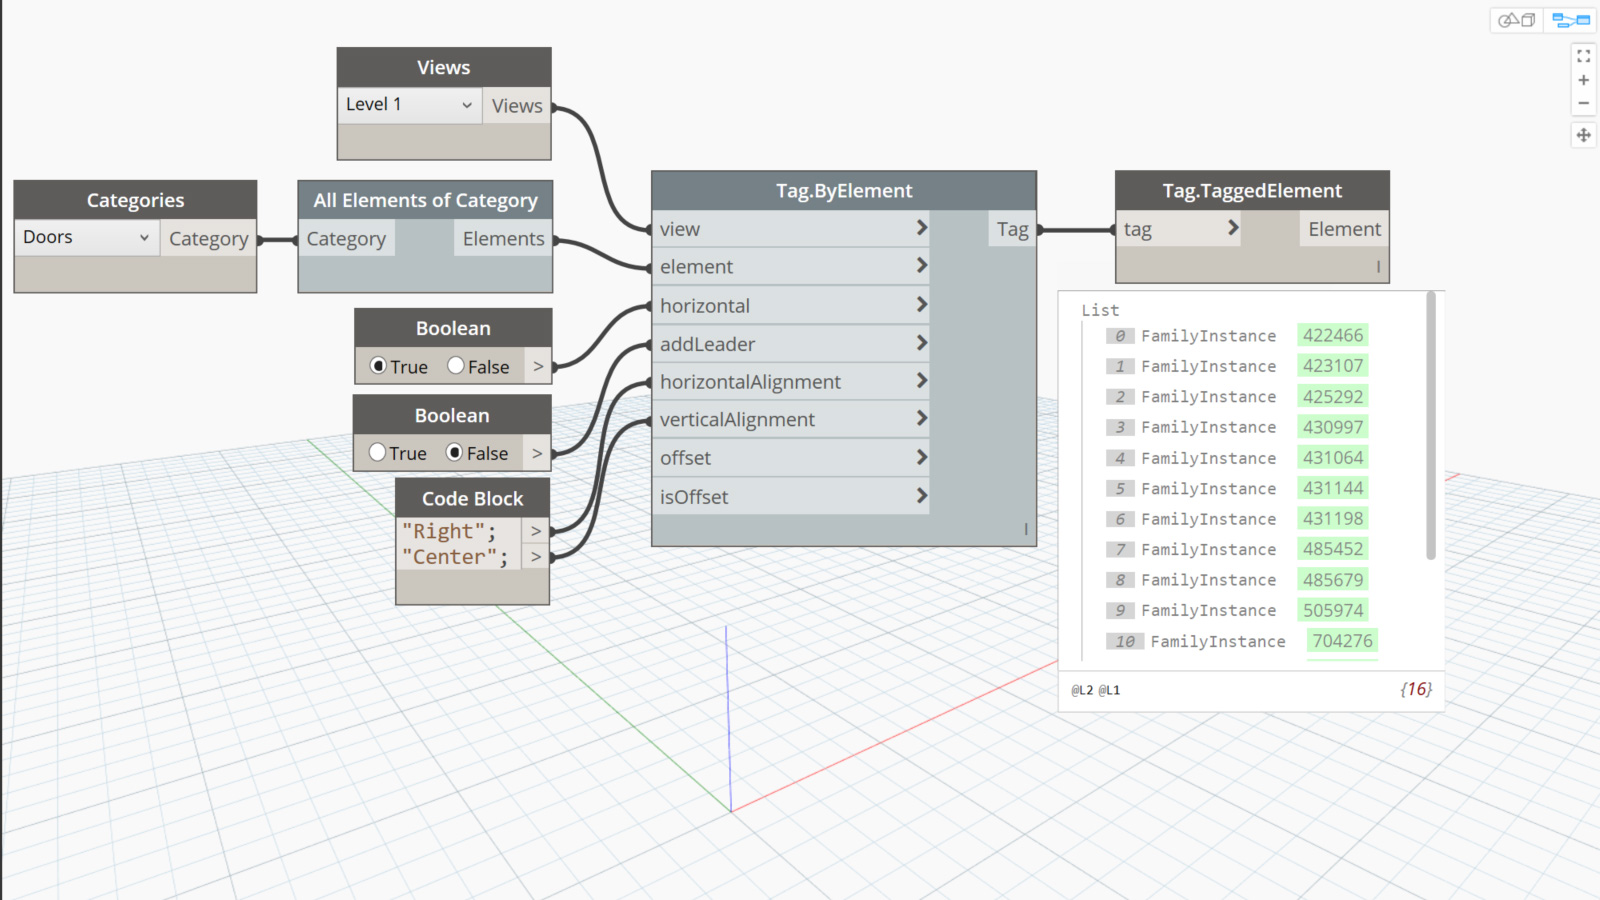 Views
Level 1
Views
Categories
Doors
Category
All Elements of Category
Category
Elements
Boolean
True
False
>
Boolean
True
False
>
Code Block
"Right";
>
"Center";
>
Tag.ByElement
view
element
horizontal
addLeader
horizontalAlignment
verticalAlignment
offset
isOffset
Tag
Tag.TaggedElement
tag
Element
List
0 FamilyInstance 422466
1 FamilyInstance 423107
2 FamilyInstance 425292
3 FamilyInstance 430997
4 FamilyInstance 431064
5 FamilyInstance 431144
6 FamilyInstance 431198
7 FamilyInstance 485452
8 FamilyInstance 485679
9 FamilyInstance 505974
10 FamilyInstance 704276
@L2 @L1
{16}